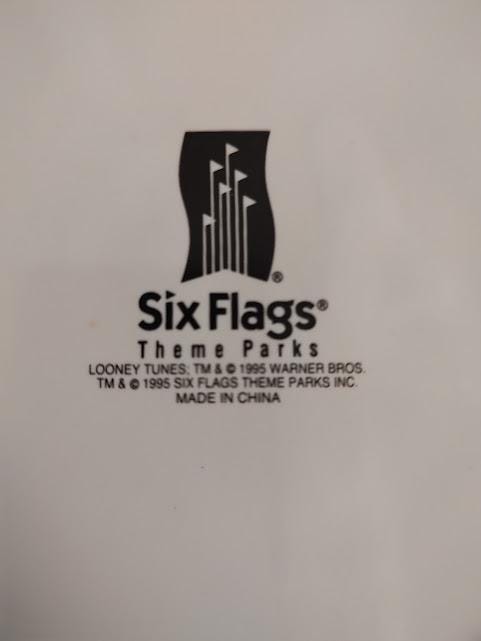 ®
Six Flags®
Theme Parks
LOONEY TUNES; TM & © 1995 WARNER BROS.
TM & © 1995 SIX FLAGS THEME PARKS INC.
MADE IN CHINA